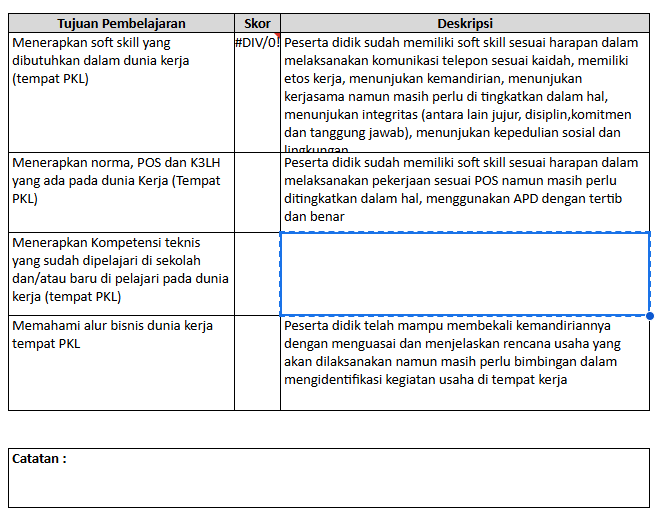 Tujuan Pembelajaran Skor Deskripsi
Menerapkan soft skill yang
dibutuhkan dalam dunia kerja
(tempat PKL)
#DIV/0!
Peserta didik sudah memiliki soft skill sesuai harapan dalam
melaksanakan komunikasi telepon sesuai kaidah, memiliki
etos kerja, menunjukan kemandirian, menunjukan
kerjasama namun masih perlu di tingkatkan dalam hal,
menunjukan integritas (antara lain jujur, disiplin,komitmen
dan tanggung jawab), menunjukan kepedulian sosial dan
lingkungan
Menerapkan norma, POS dan K3LH
yang ada pada dunia Kerja (Tempat
PKL)
Peserta didik sudah memiliki soft skill sesuai harapan dalam
melaksanakan pekerjaan sesuai POS namun masih perlu
ditingkatkan dalam hal, menggunakan APD dengan tertib
dan benar
Menerapkan Kompetensi teknis
yang sudah dipelajari di sekolah
dan/atau baru di pelajari pada dunia
kerja (tempat PKL)
Memahami alur bisnis dunia kerja
tempat PKL
Peserta didik telah mampu membekali kemandiriannya
dengan menguasai dan menjelaskan rencana usaha yang
akan dilaksanakan namun masih perlu bimbingan dalam
mengidentifikasi kegiatan usaha di tempat kerja
Catatan :